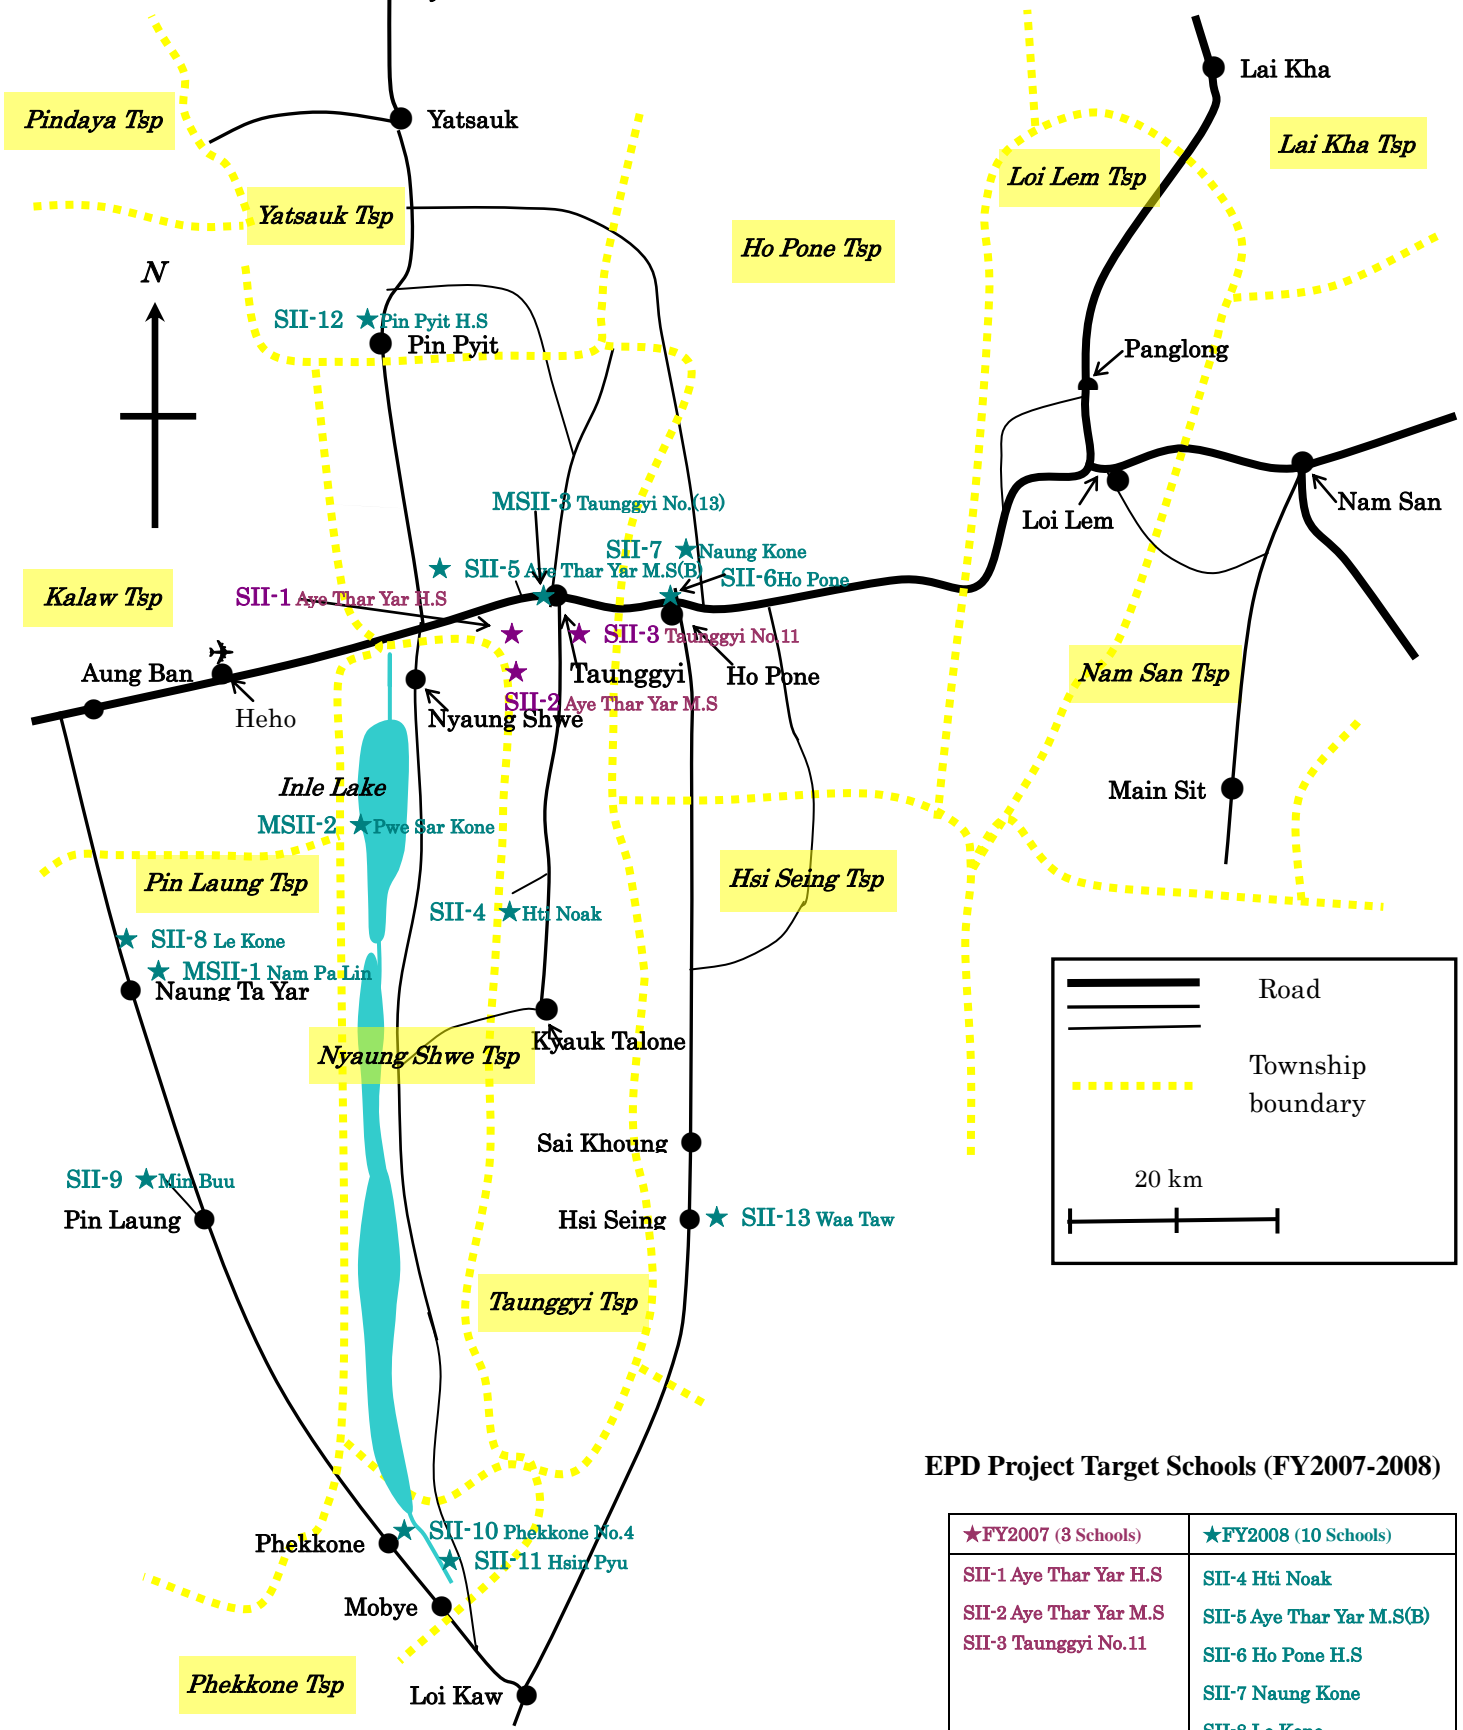 Lai Kha
Pindaya Tsp
Yatsauk
Lai Kha Tsp
Loi Lem Tsp
Yatsauk Tsp
Ho Pone Tsp
N
SII-12 ★Pin Pyit H.S
Pin Pyit
Panglong
MSII-3 Taunggyi No.(13)
Nam San
Loi Lem
SII-7 ★Naung Kone
★ SII-5 Aye Thar Yar M.S(B)
SII-6Ho Pone
Kalaw Tsp
SII-1 Aye Thar Yar H.S
★ SII-3 Taunggyi No.11
Aung Ban
Taunggyi
Ho Pone
Nam San Tsp
SII-2 Aye Thar Yar M.S
Heho
Nyaung Shwe
Inle Lake
Main Sit
MSII-2 ★Pwe Sar Kone
Pin Laung Tsp
Hsi Seing Tsp
SII-4 ★Hti Noak
★ SII-8 Le Kone
★ MSII-1 Nam Pa Lin
Naung Ta Yar
Road
Kyauk Talone
Nyaung Shwe Tsp
Township
boundary
Sai Khoung
SII-9 ★Min Buu
20 km
Pin Laung
Hsi Seing
★ SII-13 Waa Taw
Taunggyi Tsp
EPD Project Target Schools (FY2007-2008)
★ SII-10 Phekkone No.4
Phekkone
★ SII-11 Hsin Pyu
Mobye
Phekkone Tsp
Loi Kaw
★FY2007 (3 Schools)
SII-1 Aye Thar Yar H.S
SII-2 Aye Thar Yar M.S
SII-3 Taunggyi No.11
★FY2008 (10 Schools)
SII-4 Hti Noak
SII-5 Aye Thar Yar M.S(B)
SII-6 Ho Pone H.S
SII-7 Naung Kone
SII-8 Le Kone